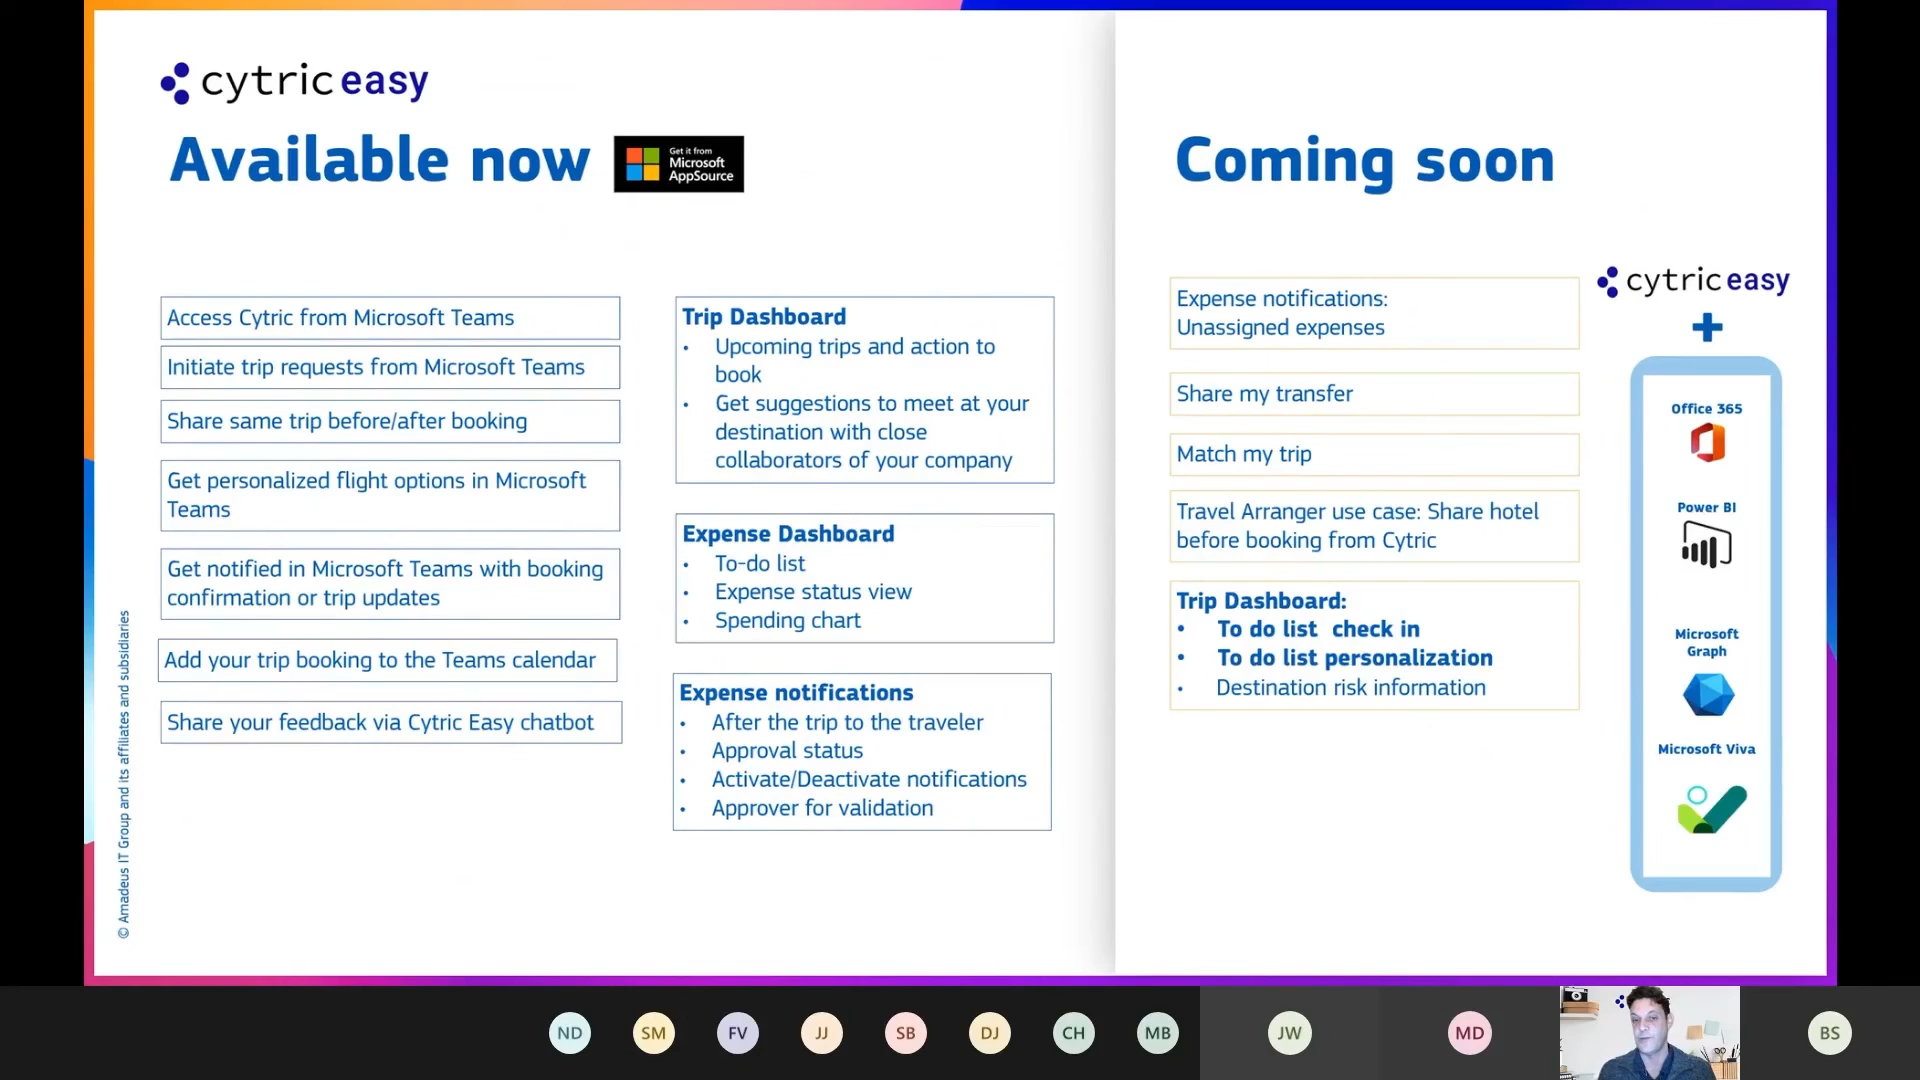 cytric easy
Available now
Get it from
Microsoft
AppSource
Access Cytric from Microsoft Teams
Initiate trip requests from Microsoft Teams
Share same trip before/after booking
Get personalized flight options in Microsoft
Teams
Get notified in Microsoft Teams with booking
confirmation or trip updates
Add your trip booking to the Teams calendar
Share your feedback via Cytric Easy chatbot
Trip Dashboard
• Upcoming trips and action to
book
• Get suggestions to meet at your
destination with close
collaborators of your company
Expense Dashboard
• To-do list
• Expense status view
• Spending chart
Expense notifications
• After the trip to the traveler
• Approval status
• Activate/Deactivate notifications
• Approver for validation
© Amadeus IT Group and its affiliates and subsidiaries
Coming soon
Expense notifications:
Unassigned expenses
Share my transfer
Match my trip
Travel Arranger use case: Share hotel
before booking from Cytric
Trip Dashboard:
• To do list check in
• To do list personalization
• Destination risk information
cytric easy
Office 365
Power BI
Microsoft
Graph
Microsoft Viva
ND SM FV JJ SB DJ CH MB JW MD BS